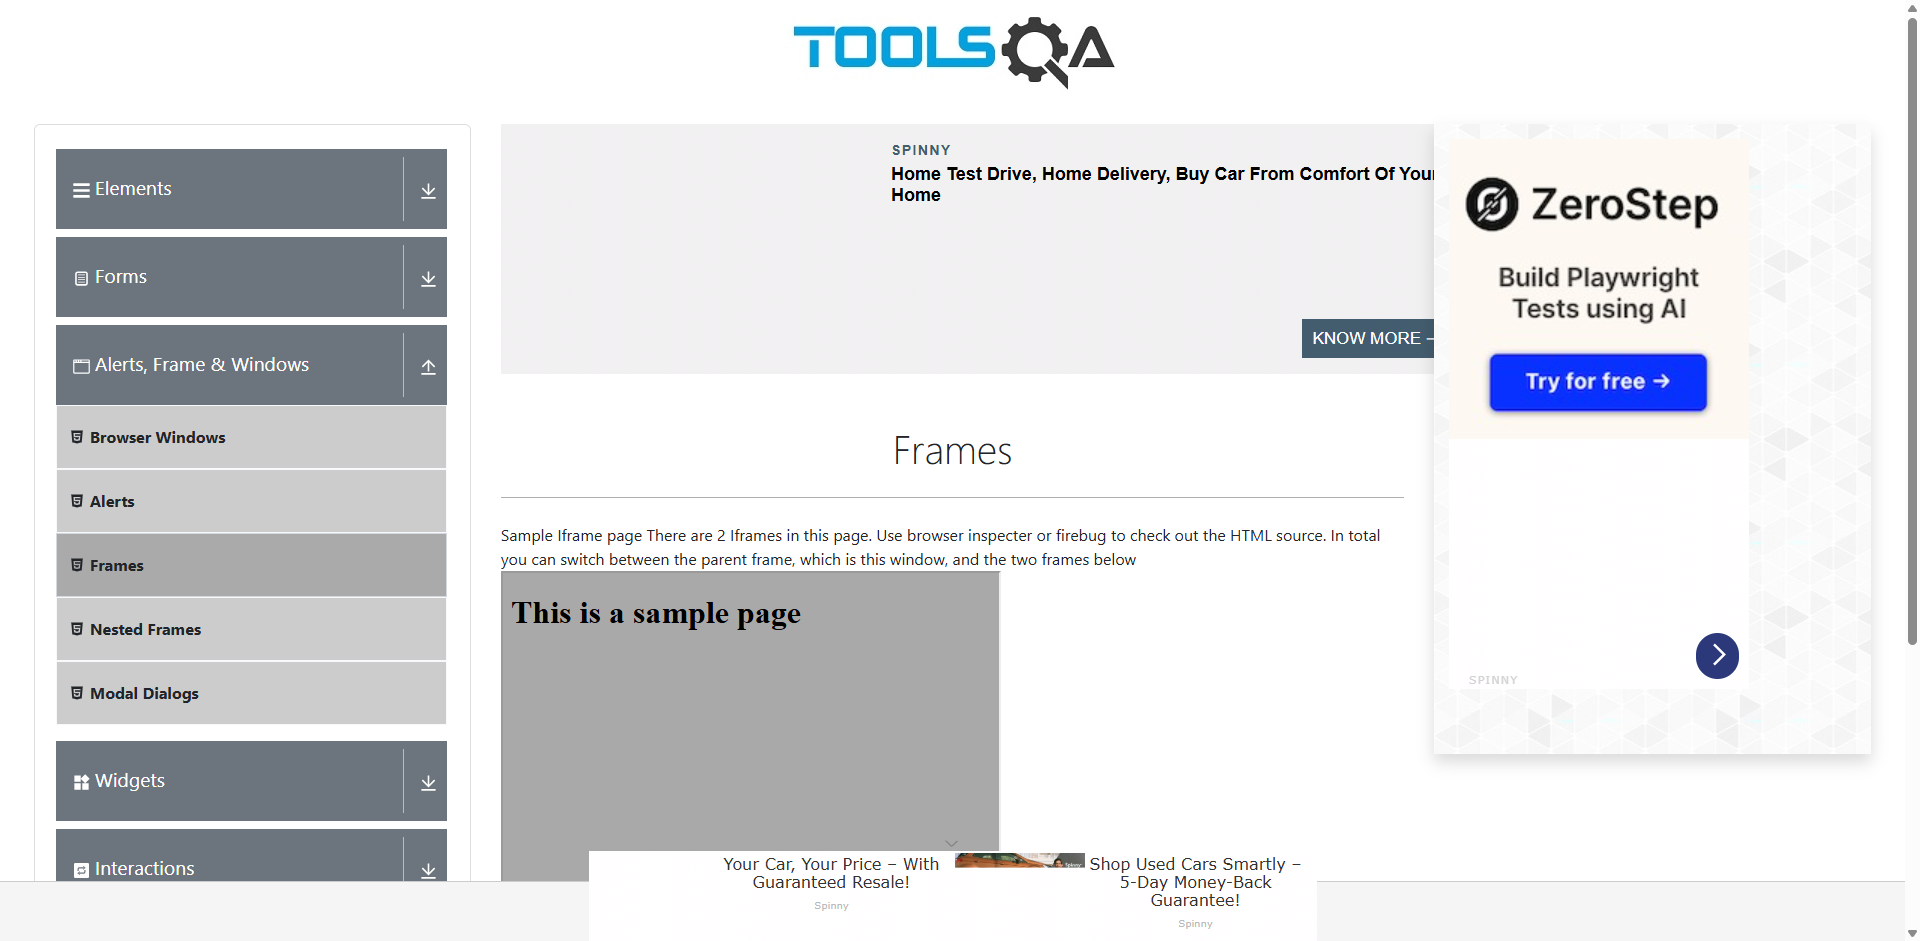 TOOLSQA
Elements
Forms
Alerts, Frame & Windows
Browser Windows
Alerts
Frames
Nested Frames
Modal Dialogs
Widgets
Interactions
SPINNY
Home Test Drive, Home Delivery, Buy Car From Comfort Of Your
Home
KNOW MORE
Frames
Sample Iframe page There are 2 Iframes in this page. Use browser inspecter or firebug to check out the HTML source. In total
you can switch between the parent frame, which is this window, and the two frames below
This is a sample page
ZeroStep
Build Playwright
Tests using AI
Try for free →
SPINNY
Your Car, Your Price – With
Guaranteed Resale!
Spinny
Shop Used Cars Smartly –
5-Day Money-Back
Guarantee!
Spinny